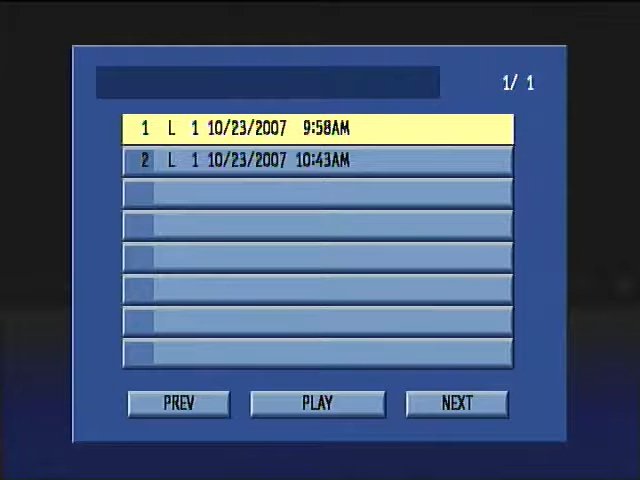 1/ 1
1 L 1 10/23/2007 9:58AM
2 L 1 10/23/2007 10:43AM
PREV PLAY NEXT